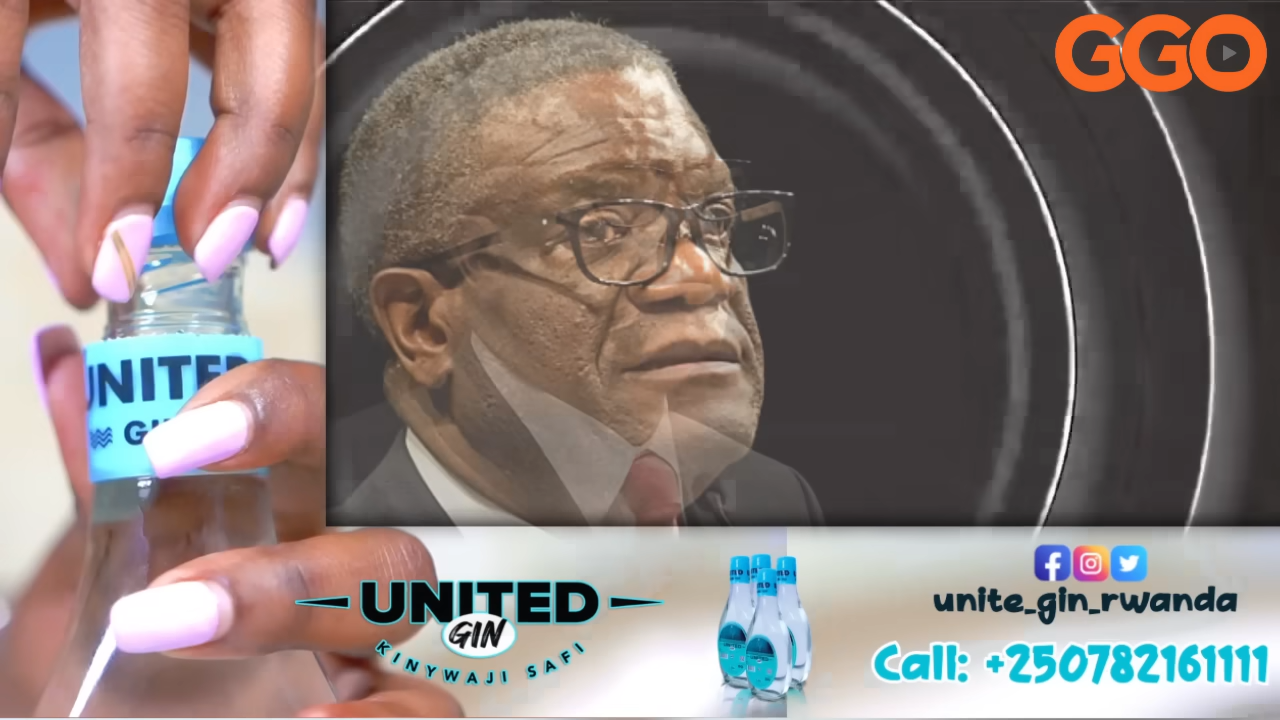 GGO
UNITED
GIN
UNITED
GIN
KINYWAJI SAFI
unite_gin_rwanda
Call: +250782161111